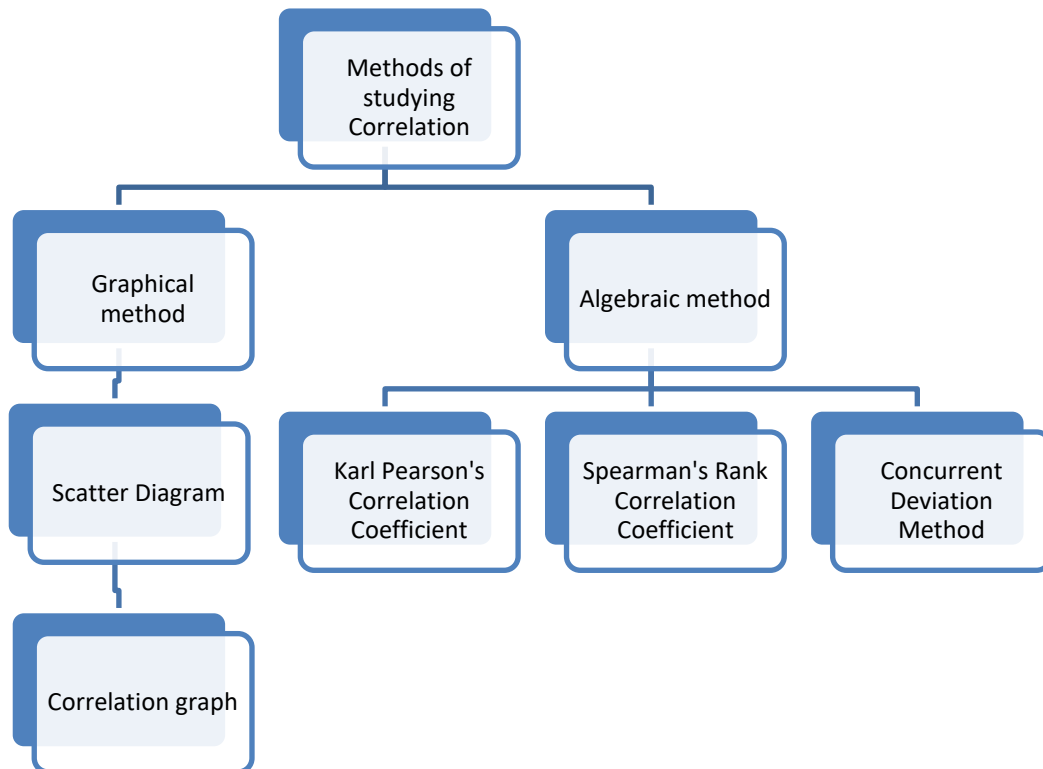 Methods of
studying
Correlation
Graphical
method
Algebraic method
Scatter Diagram
Karl Pearson's
Correlation
Coefficient
Spearman's Rank
Correlation
Coefficient
Concurrent
Deviation
Method
Correlation graph